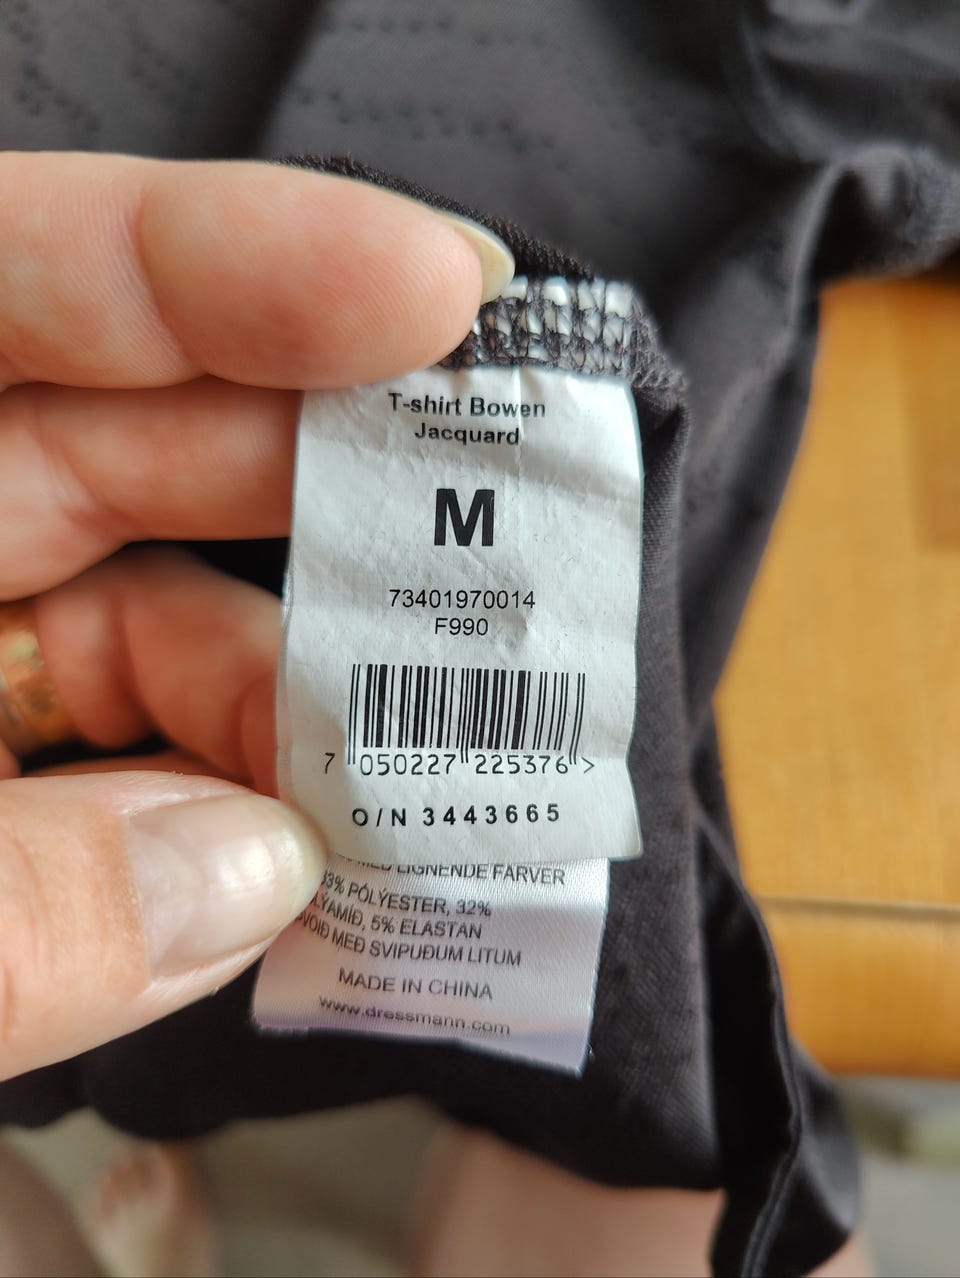 T-shirt Bowen
Jacquard
M
73401970014
F990
7 050227 225376 >
O/N 3443665
LIGNENDE FARVER
PÓLÝESTER, 32%
5% ELASTAN
MEÐ SVIPUÐUM LITUM
MADE IN CHINA
www.dressmann.com